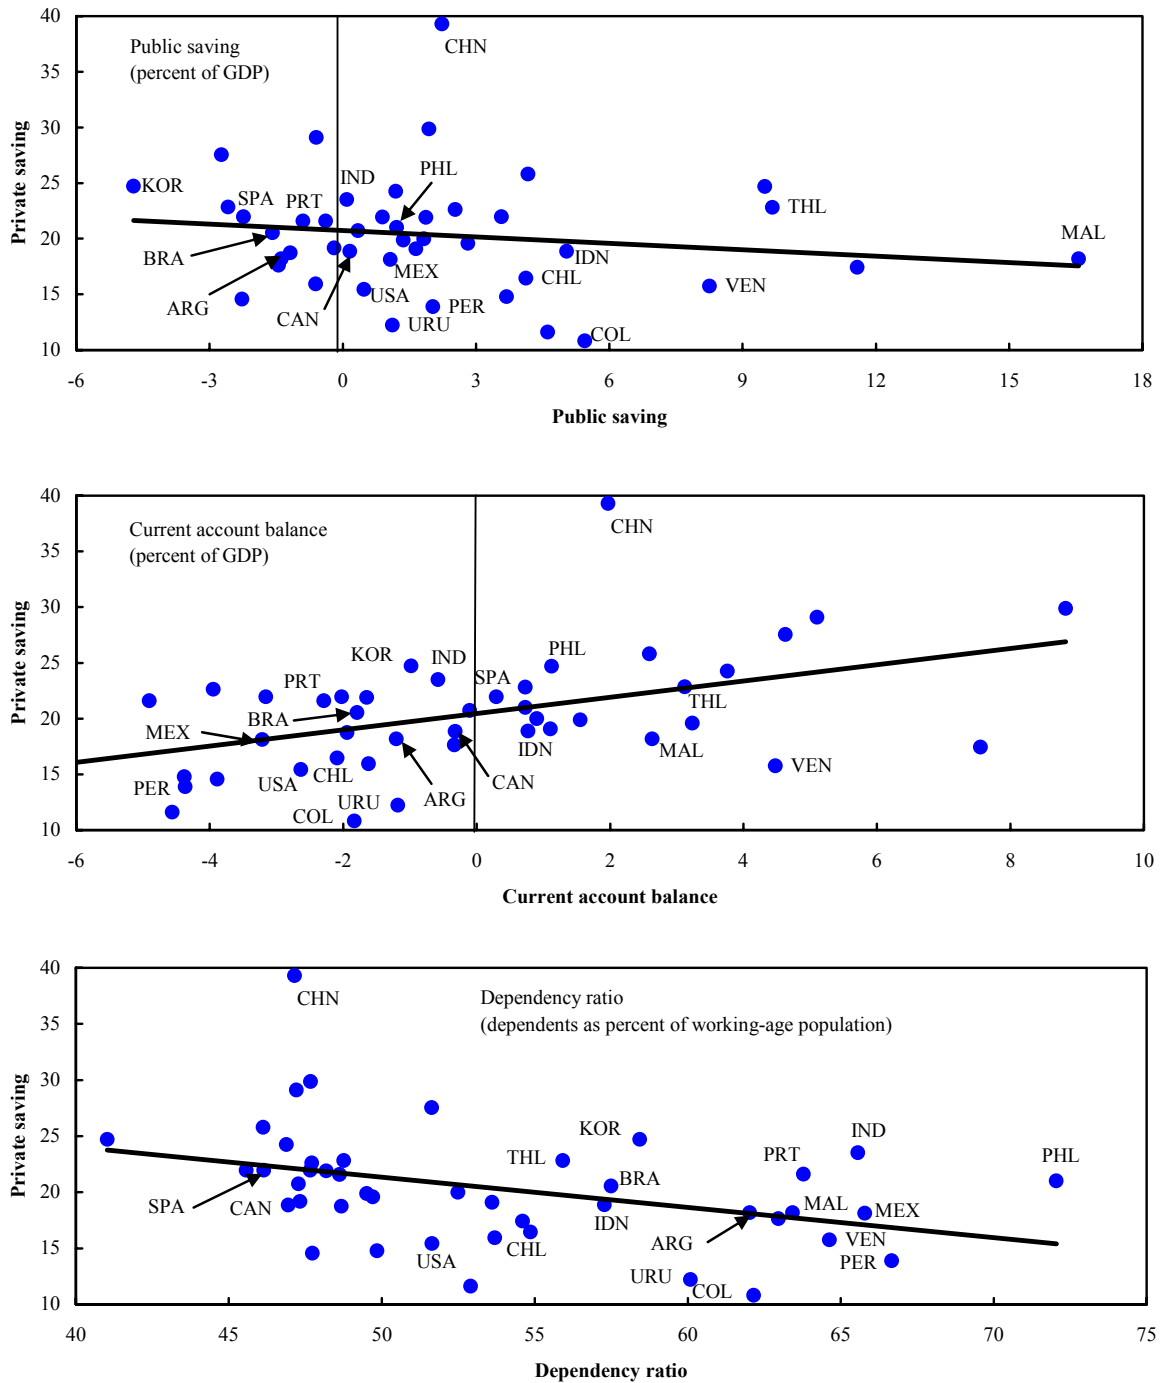 40
CHN
Public saving
(percent of GDP)
35
30
PHL
IND
25
KOR
SPA
PRT
THL
20
MAL
BRA
IDN
MEX
CHL
VEN
ARG
USA
PER
15
CAN
URU
COL
10
Private saving
-6
-3
0
3
6
9
12
15
18
Public saving
40
CHN
Current account balance
(percent of GDP)
35
30
KOR
IND
PHL
25
PRT
SPA
THL
20
BRA
MEX
IDN
MAL
VEN
15
PER
USA
CHL
CAN
ARG
URU
COL
10
Private saving
-6
-4
-2
0
2
4
6
8
10
Current account balance
40
CHN
Dependency ratio
(dependents as percent of working-age population)
35
30
25
KOR
IND
THL
PRT
PHL
BRA
20
SPA
CAN
IDN
MAL
MEX
ARG
VEN
15
USA
CHL
PER
URU
COL
10
Private saving
40
45
50
55
60
65
70
75
Dependency ratio